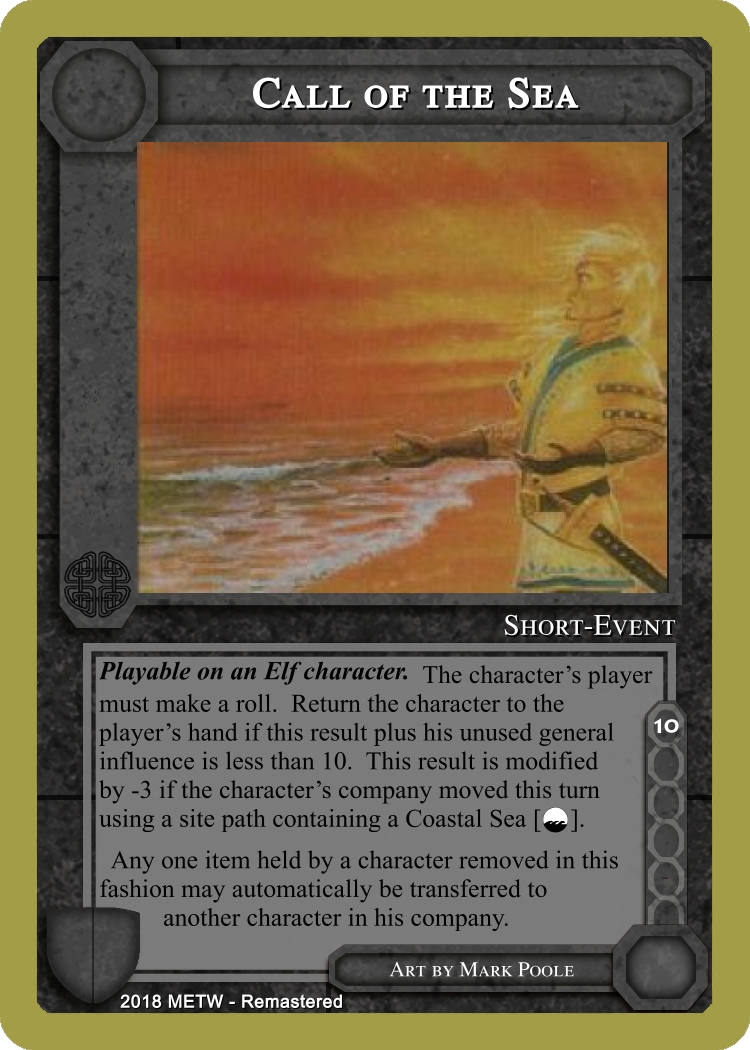 Call of the Sea
Short-Event
Playable on an Elf character. The character's player
must make a roll. Return the character to the
player's hand if this result plus his unused general
influence is less than 10. This result is modified
by -3 if the character's company moved this turn
using a site path containing a Coastal Sea [ ].
10
Any one item held by a character removed in this
fashion may automatically be transferred to
another character in his company.
Art by Mark Poole
2018 METW - Remastered